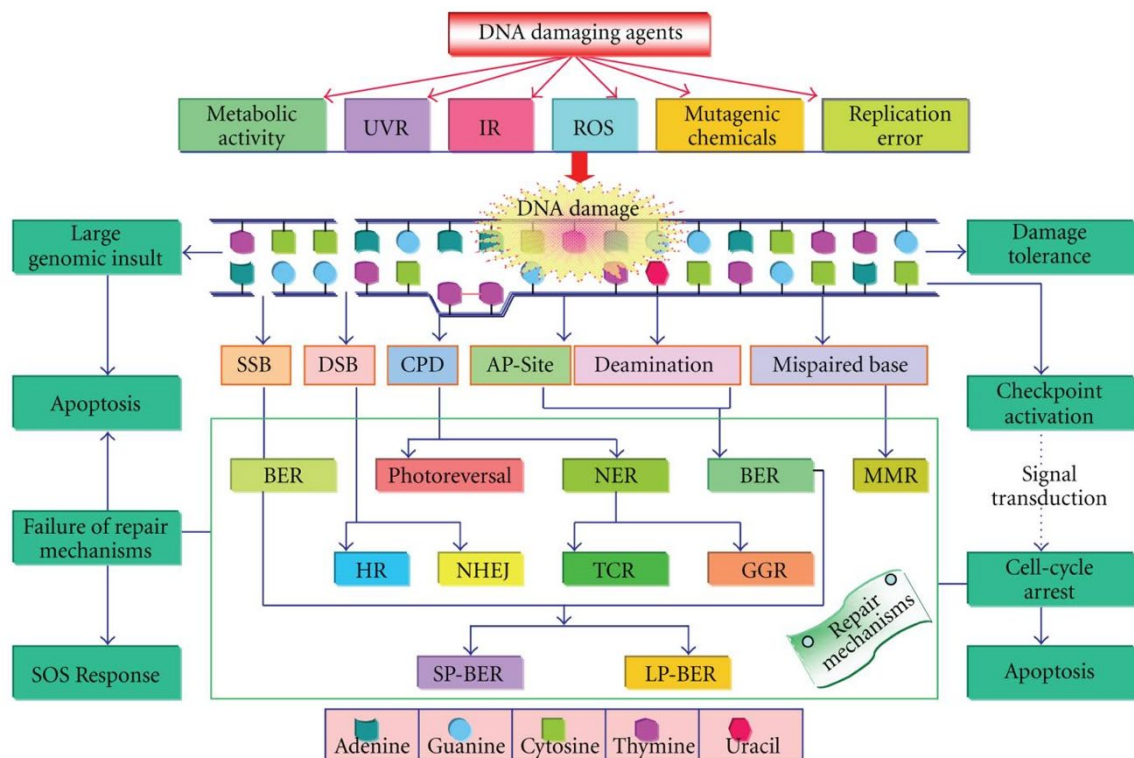 DNA damaging agents
Metabolic
activity
UVR
IR
ROS
Mutagenic
chemicals
Replication
error
DNA damage
Large
genomic insult
Damage
tolerance
SSB
DSB
CPD
AP-Site
Deamination
Mispaired base
Apoptosis
Checkpoint
activation
BER
Photoreversal
NER
BER
MMR
Signal
transduction
Failure of repair
mechanisms
HR
NHEJ
TCR
GGR
Cell-cycle
arrest
Repair
mechanisms
SOS Response
SP-BER
LP-BER
Apoptosis
Adenine
Guanine
Cytosine
Thymine
Uracil